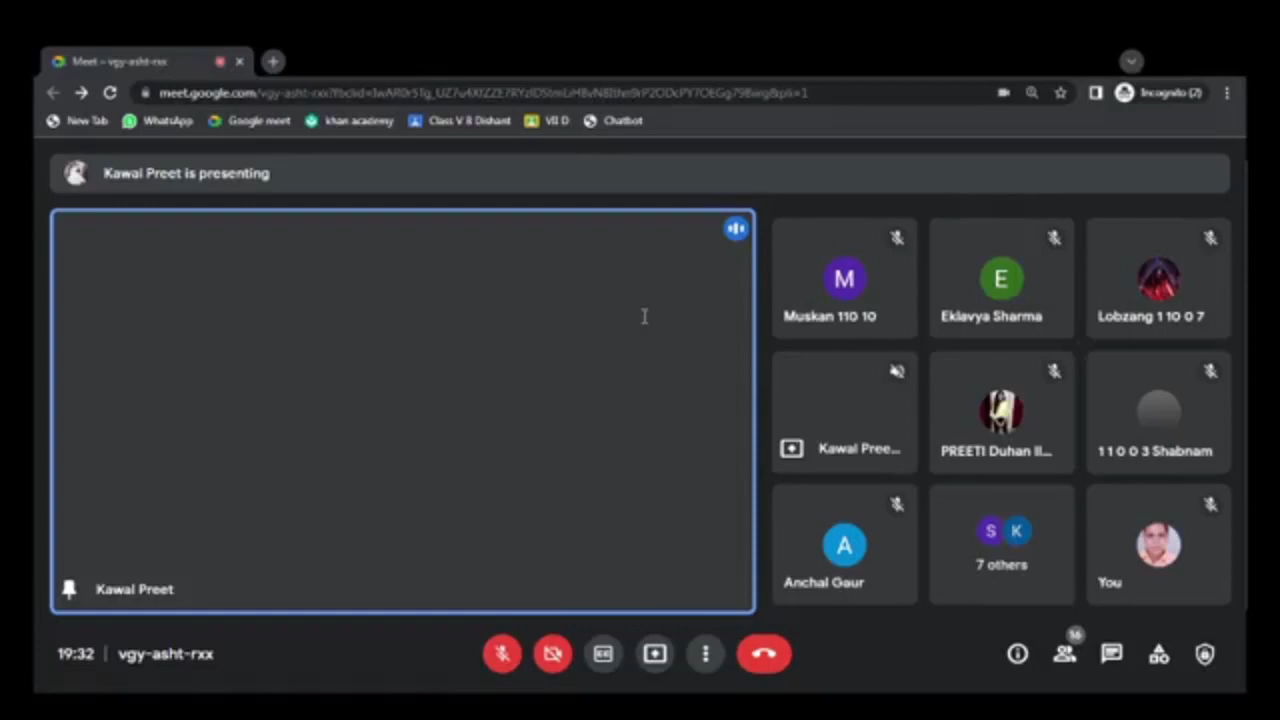 Meet – vgy-asht-rxx
meet.google.com
Incognito (2)
New Tab
WhatsApp
Google meet
khan academy
Class V B Dishant
VII D
Chatbot
Kawal Preet is presenting
M
Muskan 110 10
E
Eklavya Sharma
Lobzang 1 10 0 7
Kawal Pree...
PREETI Duhan II...
1 1 0 0 3 Shabnam
A
Anchal Gaur
S K
7 others
You
Kawal Preet
19:32 | vgy-asht-rxx
CC
16